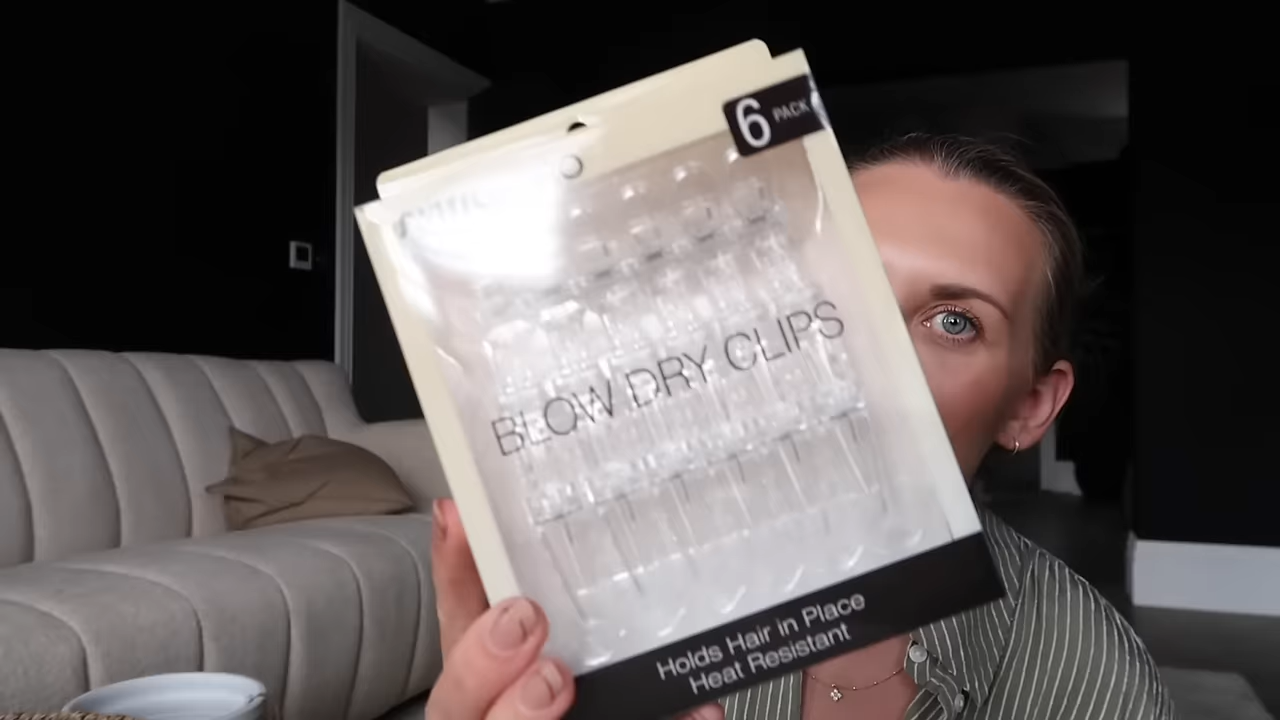 6 PACK
BLOW DRY CLIPS
Holds Hair in Place
Heat Resistant